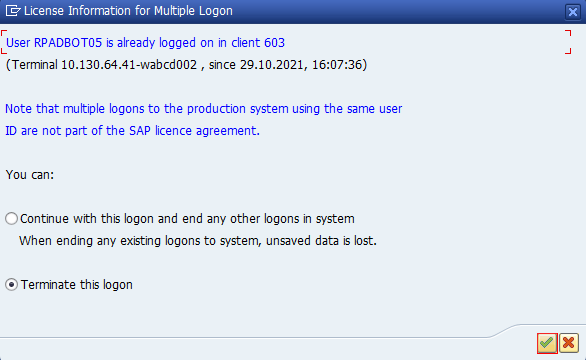 License Information for Multiple Logon
User RPADBOT05 is already logged on in client 603
(Terminal 10.130.64.41-wabcd002 , since 29.10.2021, 16:07:36)
Note that multiple logons to the production system using the same user
ID are not part of the SAP licence agreement.
You can:
Continue with this logon and end any other logons in system
When ending any existing logons to system, unsaved data is lost.
Terminate this logon